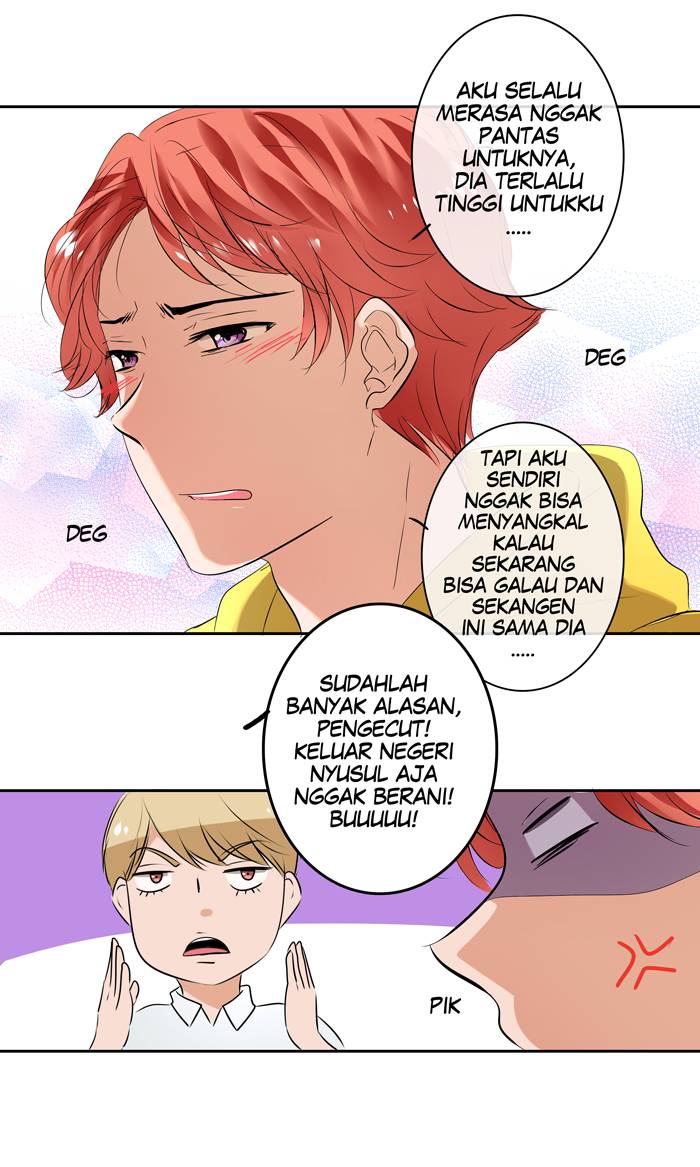 AKU SELALU
MERASA NGGAK
PANTAS
UNTUKNYA,
DIA TERLALU
TINGGI UNTUKKU
.....
DEG
TAPI AKU
SENDIRI
NGGAK BISA
MENYANGKAL
KALAU
SEKARANG
BISA GALAU DAN
SEKANGEN
INI SAMA DIA
.....
DEG
SUDAHLAH
BANYAK ALASAN,
PENGECUT!
KELUAR NEGERI
NYUSUL AJA
NGGAK BERANI!
BUUUUU!
PIK